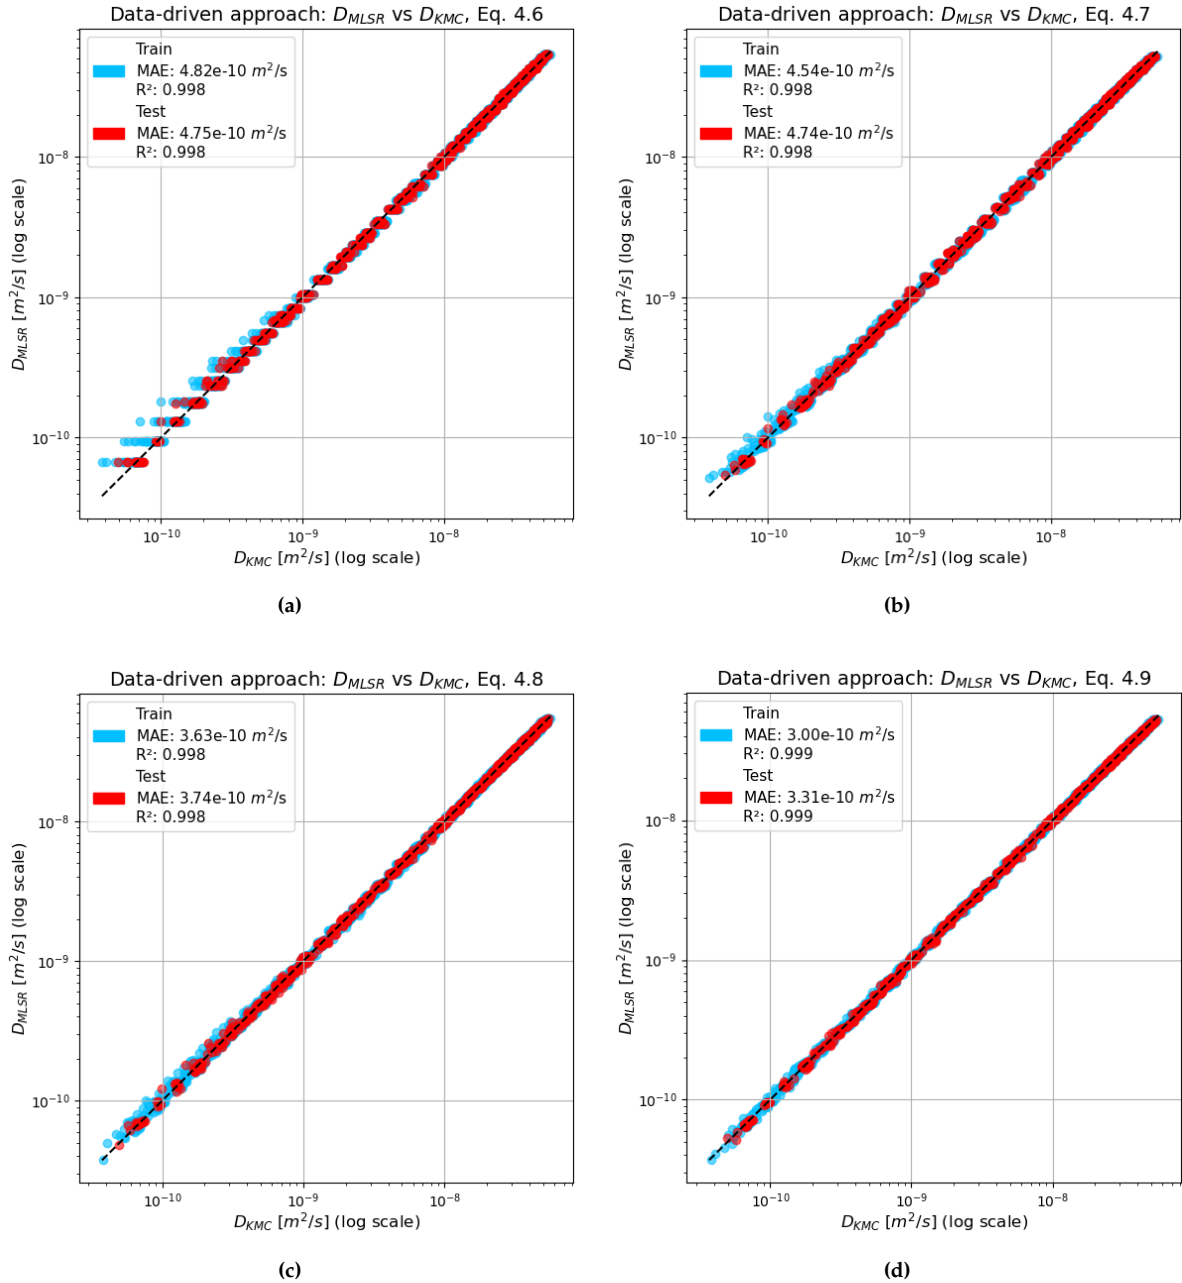 Data-driven approach: D_MLSR vs D_KMC, Eq. 4.6
Train
MAE: 4.82e-10 m²/s
R²: 0.998
Test
MAE: 4.75e-10 m²/s
R²: 0.998
D_MLSR [m²/s] (log scale)
10⁻⁸
10⁻⁹
10⁻¹⁰
10⁻¹⁰ 10⁻⁹ 10⁻⁸
D_KMC [m²/s] (log scale)
(a)
Data-driven approach: D_MLSR vs D_KMC, Eq. 4.7
Train
MAE: 4.54e-10 m²/s
R²: 0.998
Test
MAE: 4.74e-10 m²/s
R²: 0.998
D_MLSR [m²/s] (log scale)
10⁻⁸
10⁻⁹
10⁻¹⁰
10⁻¹⁰ 10⁻⁹ 10⁻⁸
D_KMC [m²/s] (log scale)
(b)
Data-driven approach: D_MLSR vs D_KMC, Eq. 4.8
Train
MAE: 3.63e-10 m²/s
R²: 0.998
Test
MAE: 3.74e-10 m²/s
R²: 0.998
D_MLSR [m²/s] (log scale)
10⁻⁸
10⁻⁹
10⁻¹⁰
10⁻¹⁰ 10⁻⁹ 10⁻⁸
D_KMC [m²/s] (log scale)
(c)
Data-driven approach: D_MLSR vs D_KMC, Eq. 4.9
Train
MAE: 3.00e-10 m²/s
R²: 0.999
Test
MAE: 3.31e-10 m²/s
R²: 0.999
D_MLSR [m²/s] (log scale)
10⁻⁸
10⁻⁹
10⁻¹⁰
10⁻¹⁰ 10⁻⁹ 10⁻⁸
D_KMC [m²/s] (log scale)
(d)